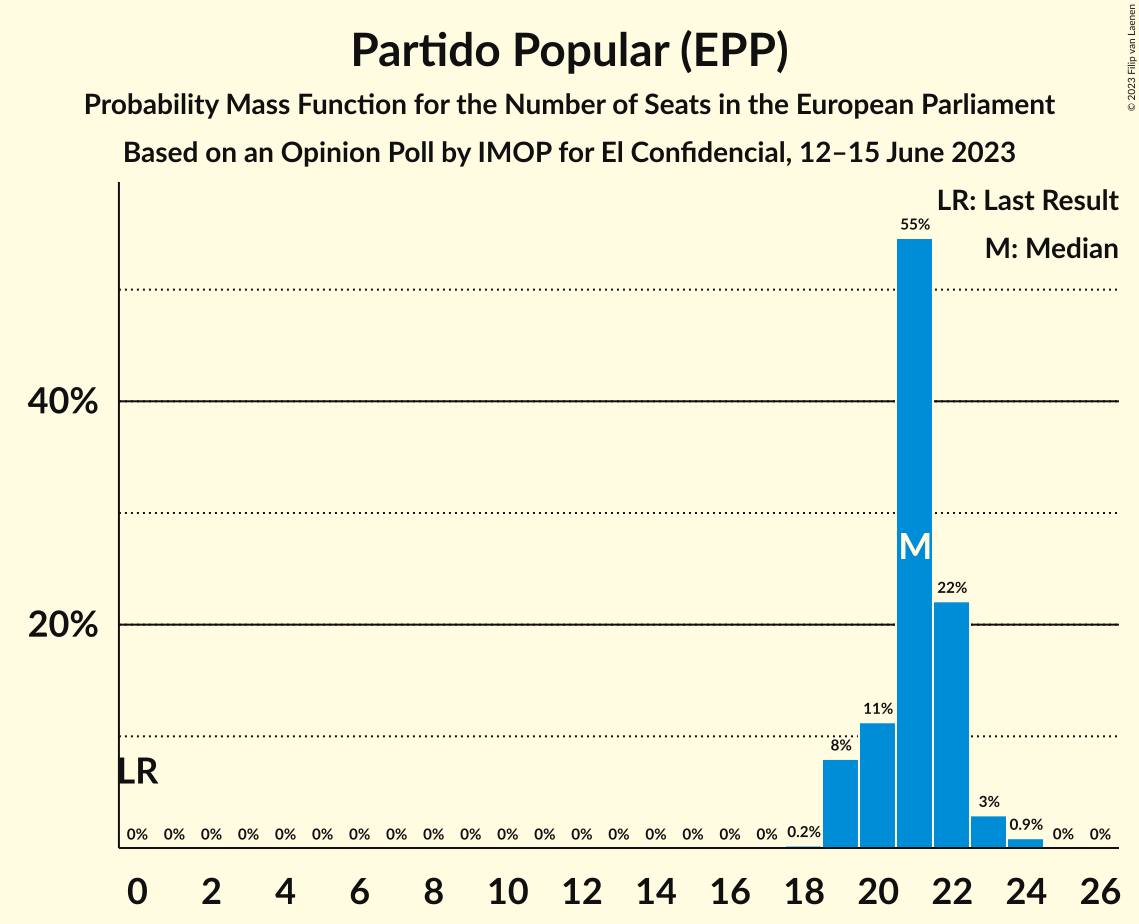 Partido Popular (EPP)
Probability Mass Function for the Number of Seats in the European Parliament
Based on an Opinion Poll by IMOP for El Confidencial, 12–15 June 2023
© 2023 Filip van Laenen
LR: Last Result
M: Median
55%
40%
M
22%
20%
11%
8%
LR
3%
0% 0% 0% 0% 0% 0% 0% 0% 0% 0% 0% 0% 0% 0% 0% 0% 0% 0% 0.2% 0.9% 0% 0%
0 2 4 6 8 10 12 14 16 18 20 22 24 26